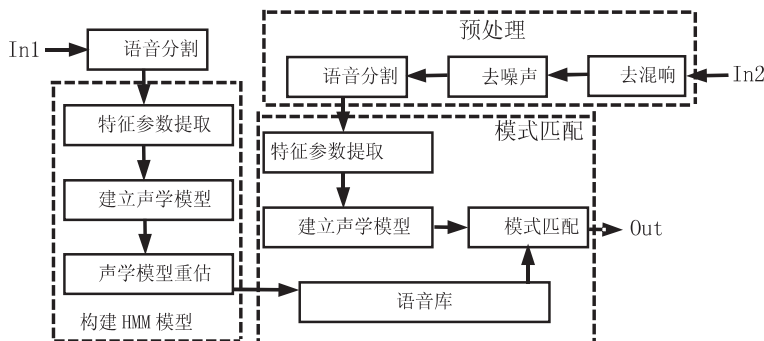 In1
语音分割
特征参数提取
建立声学模型
声学模型重估
构建 HMM 模型
预处理
语音分割
去噪声
去混响
In2
模式匹配
特征参数提取
建立声学模型
模式匹配
Out
语音库